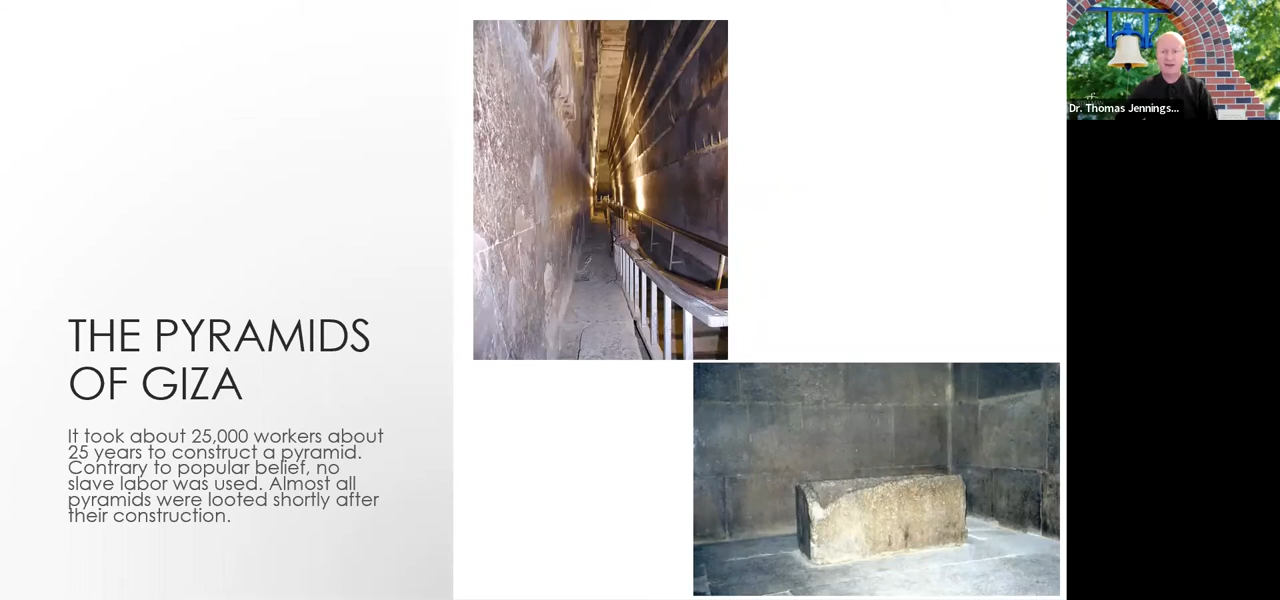 THE PYRAMIDS
OF GIZA
It took about 25,000 workers about
25 years to construct a pyramid.
Contrary to popular belief, no
slave labor was used. Almost all
pyramids were looted shortly after
their construction.
Dr. Thomas Jennings...